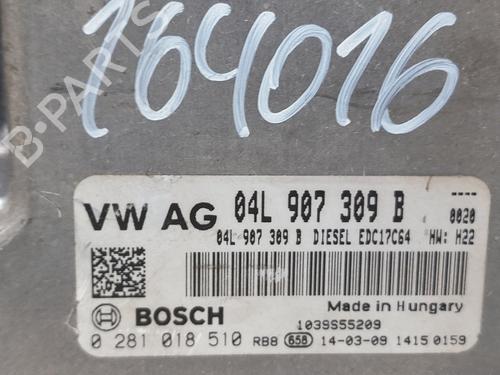 164016
B-PARTS
VW AG 04L 907 309 B ----
0020
04L 907 309 B DIESEL EDC17C64 HW: H22
Made in Hungary
BOSCH 1039S55209
0 281 018 510 RB8 658 14-03-09 1415 0159